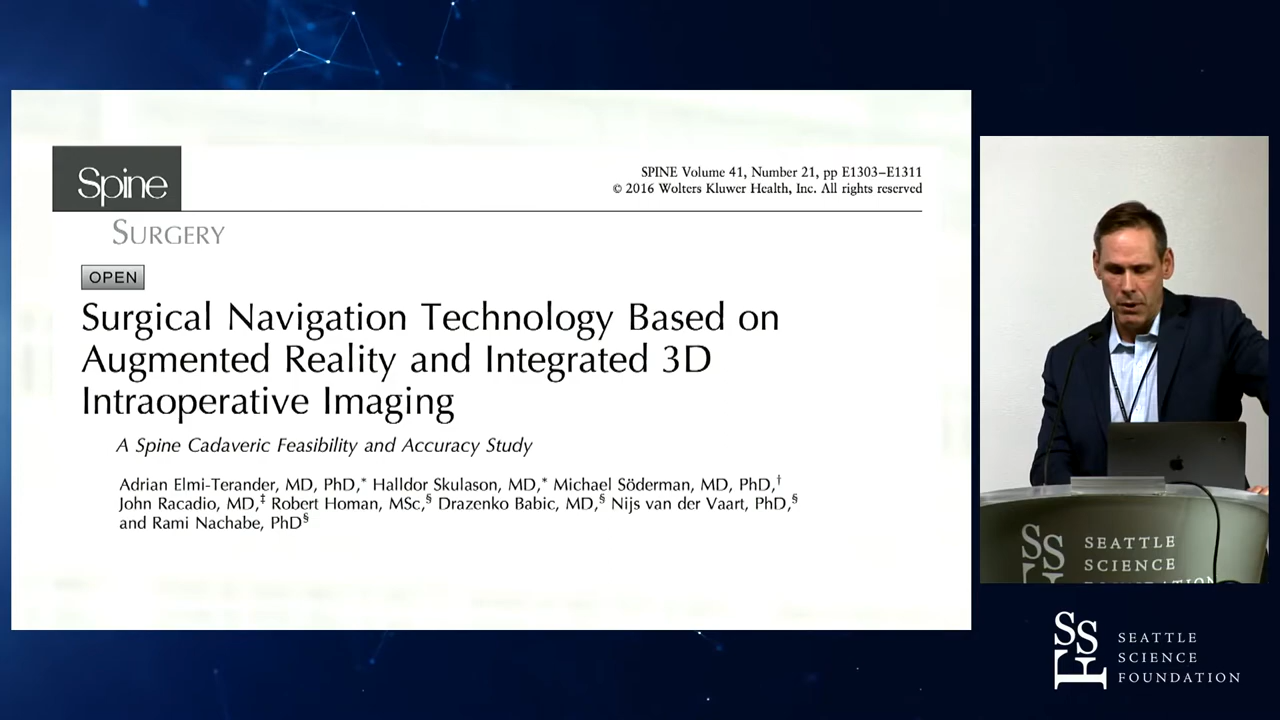 Spine
SPINE Volume 41, Number 21, pp E1303–E1311
© 2016 Wolters Kluwer Health, Inc. All rights reserved
SURGERY
OPEN
Surgical Navigation Technology Based on
Augmented Reality and Integrated 3D
Intraoperative Imaging
A Spine Cadaveric Feasibility and Accuracy Study
Adrian Elmi-Terander, MD, PhD,* Halldor Skulason, MD,* Michael Söderman, MD, PhD,†
John Racadio, MD,‡ Robert Homan, MSc,§ Drazenko Babic, MD,§ Nijs van der Vaart, PhD,§
and Rami Nachabe, PhD§
SSF
SEATTLE
SCIENCE
FOUNDATION
SSF
SEATTLE
SCIENCE
FOUNDATION